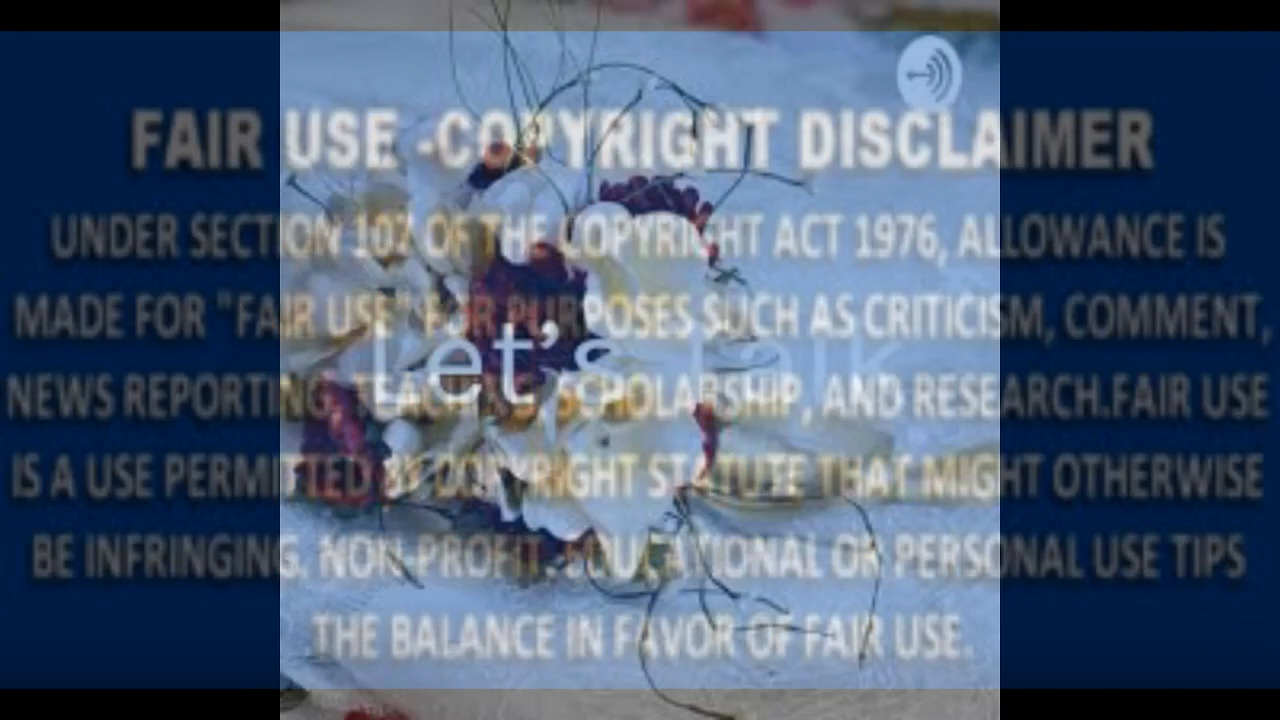 FAIR USE -COPYRIGHT DISCLAIMER
UNDER SECTION 107 OF THE COPYRIGHT ACT 1976, ALLOWANCE IS
MADE FOR "FAIR USE" FOR PURPOSES SUCH AS CRITICISM, COMMENT,
Let's talk
NEWS REPORTING, TEACHING, SCHOLARSHIP, AND RESEARCH.FAIR USE
IS A USE PERMITTED BY COPYRIGHT STATUTE THAT MIGHT OTHERWISE
BE INFRINGING. NON-PROFIT, EDUCATIONAL OR PERSONAL USE TIPS
THE BALANCE IN FAVOR OF FAIR USE.